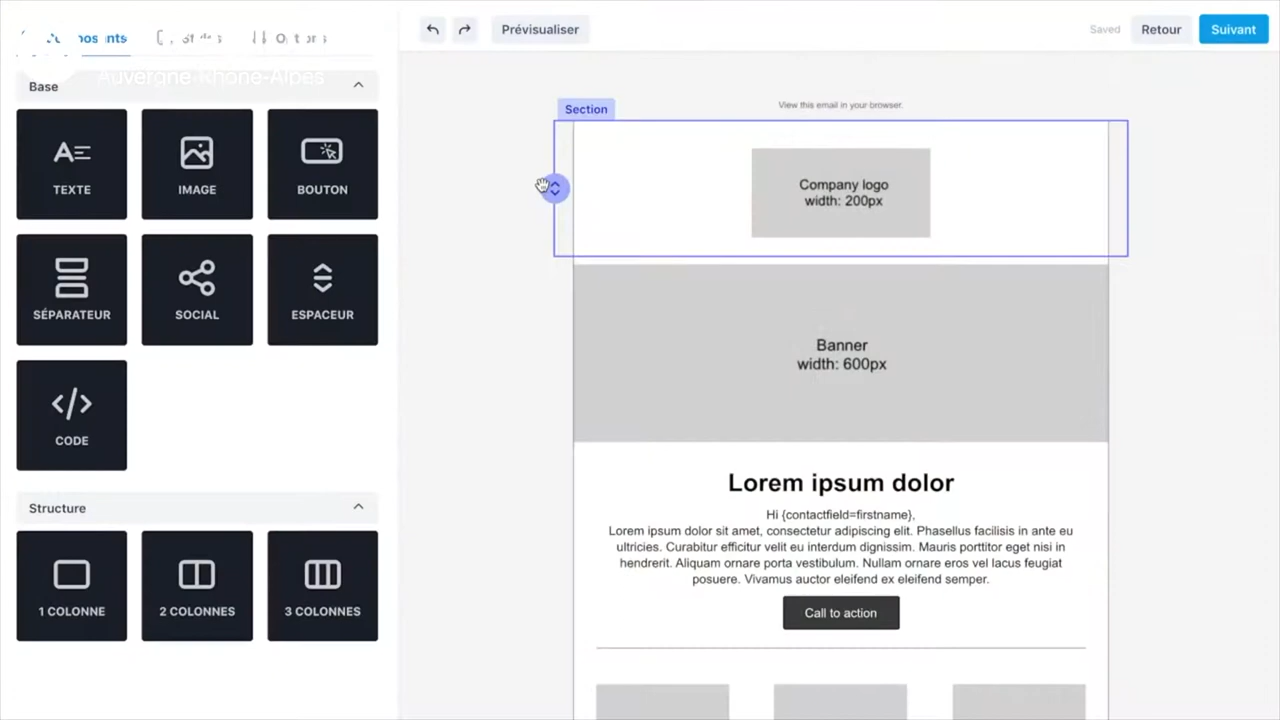 Auvergne-Rhône-Alpes
Base
TEXTE
IMAGE
BOUTON
SÉPARATEUR
SOCIAL
ESPACEUR
CODE
Structure
1 COLONNE
2 COLONNES
3 COLONNES
Prévisualiser
Saved
Retour
Suivant
View this email in your browser.
Section
Company logo
width: 200px
Banner
width: 600px
Lorem ipsum dolor
Hi {contactfield=firstname},
Lorem ipsum dolor sit amet, consectetur adipiscing elit. Phasellus facilisis in ante eu
ultricies. Curabitur efficitur velit eu interdum dignissim. Mauris porttitor eget nisi in
hendrerit. Aliquam ornare porta vestibulum. Nullam ornare eros vel lacus feugiat
posuere. Vivamus auctor eleifend ex eleifend semper.
Call to action